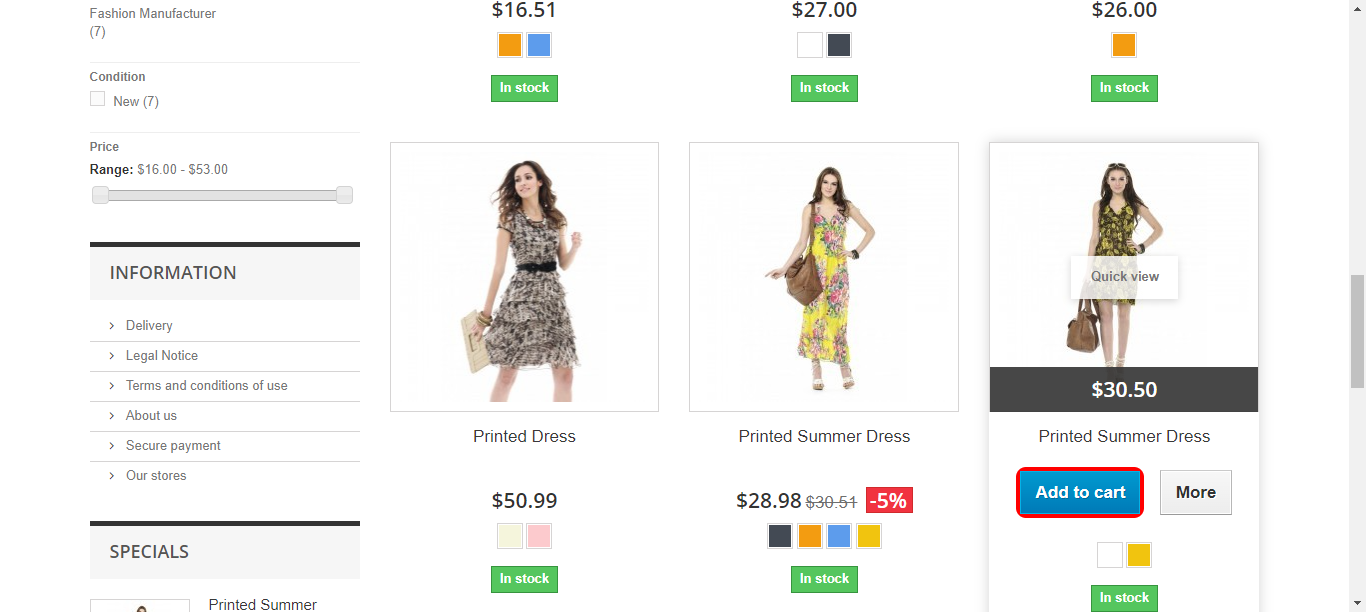 Fashion Manufacturer
(7)
Condition
New (7)
Price
Range: $16.00 - $53.00
INFORMATION
Delivery
Legal Notice
Terms and conditions of use
About us
Secure payment
Our stores
SPECIALS
Printed Summer
$16.51
In stock
$27.00
In stock
$26.00
In stock
Printed Dress
$50.99
In stock
Printed Summer Dress
$28.98 $30.51 -5%
In stock
Quick view
$30.50
Printed Summer Dress
Add to cart
More
In stock